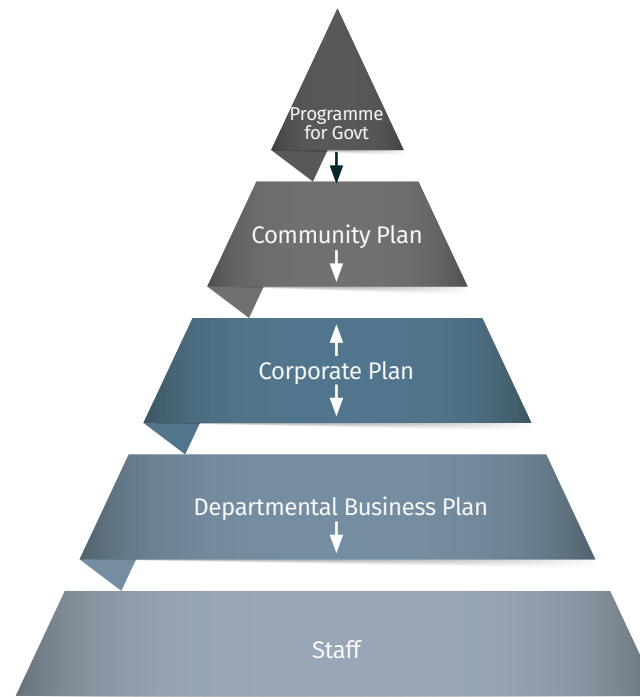 Programme
for Govt
Community Plan
Corporate Plan
Departmental Business Plan
Staff